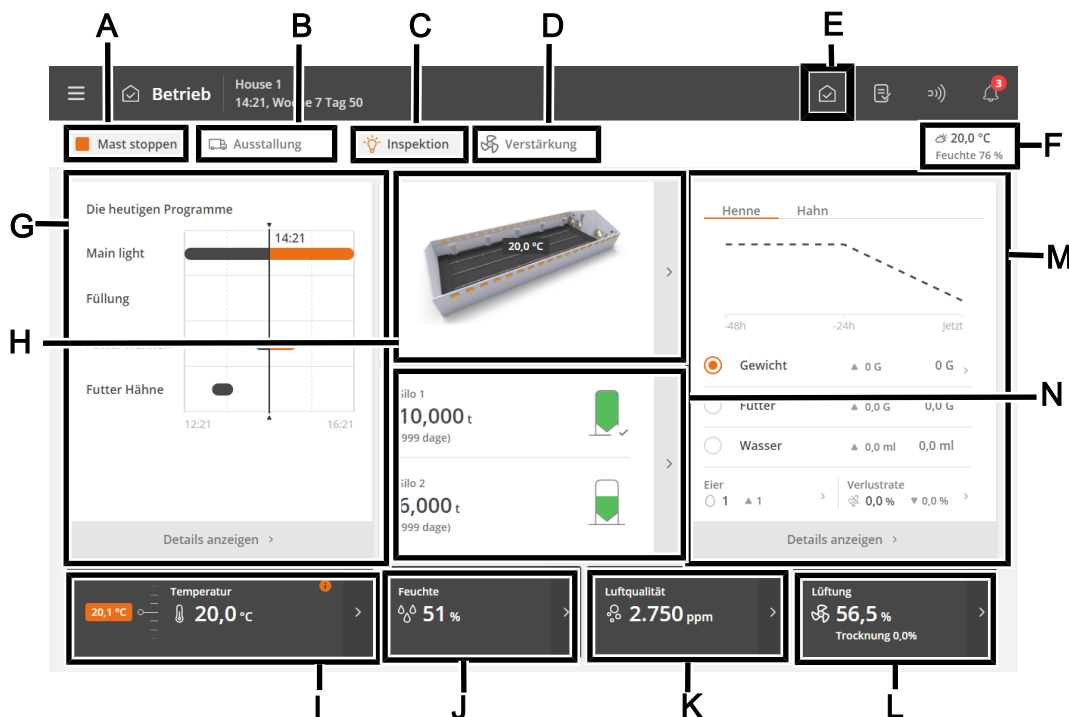 A
B
C
D
E
House 1
Betrieb
14:21, Woche 7 Tag 50
3
Mast stoppen
Ausstallung
Inspektion
Verstärkung
20,0 °C
Feuchte 76 %
F
G
Die heutigen Programme
14:21
Main light
Füllung
Futter Hähne
12:21
16:21
Details anzeigen
H
20,0 °C
Silo 1
10,000 t
(999 dage)
Silo 2
6,000 t
(999 dage)
N
Henne
Hahn
-48h
-24h
Jetzt
M
Gewicht
0 G
0 G
Futter
0,0 G
0,0 G
Wasser
0,0 ml
0,0 ml
Eier
1
1
Verlustrate
0,0 %
0,0 %
Details anzeigen
Temperatur
20,1 °C
20,0 °C
Feuchte
51 %
Luftqualität
2.750 ppm
Lüftung
56,5 %
Trocknung 0,0%
I
J
K
L